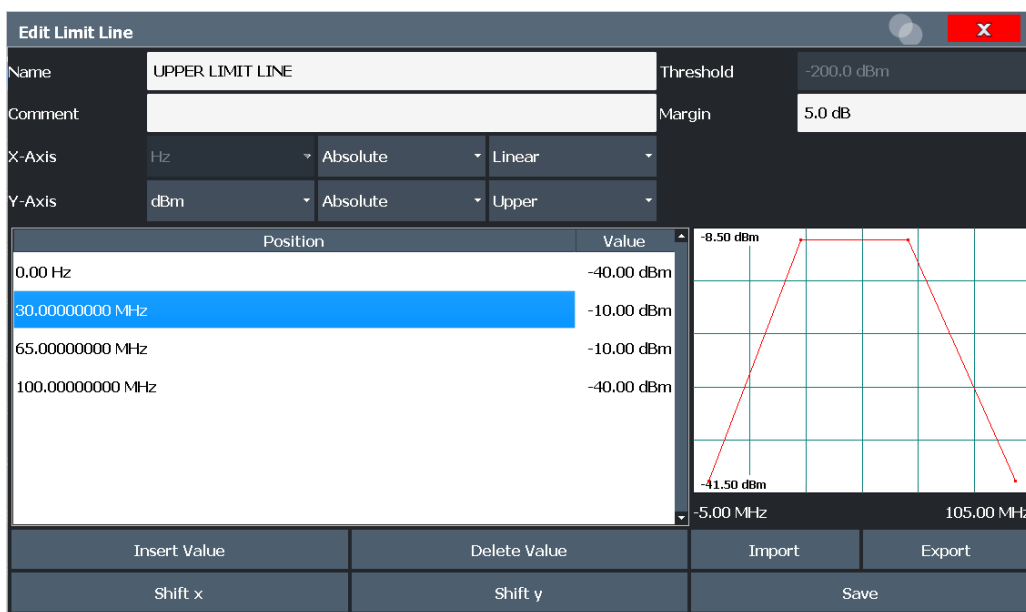 Edit Limit Line
x
Name UPPER LIMIT LINE Threshold -200.0 dBm
Comment Margin 5.0 dB
X-Axis Hz Absolute Linear
Y-Axis dBm Absolute Upper
Position Value
0.00 Hz -40.00 dBm
30.00000000 MHz -10.00 dBm
65.00000000 MHz -10.00 dBm
100.00000000 MHz -40.00 dBm
-8.50 dBm
-41.50 dBm
-5.00 MHz 105.00 MHz
Insert Value Delete Value Import Export
Shift x Shift y Save